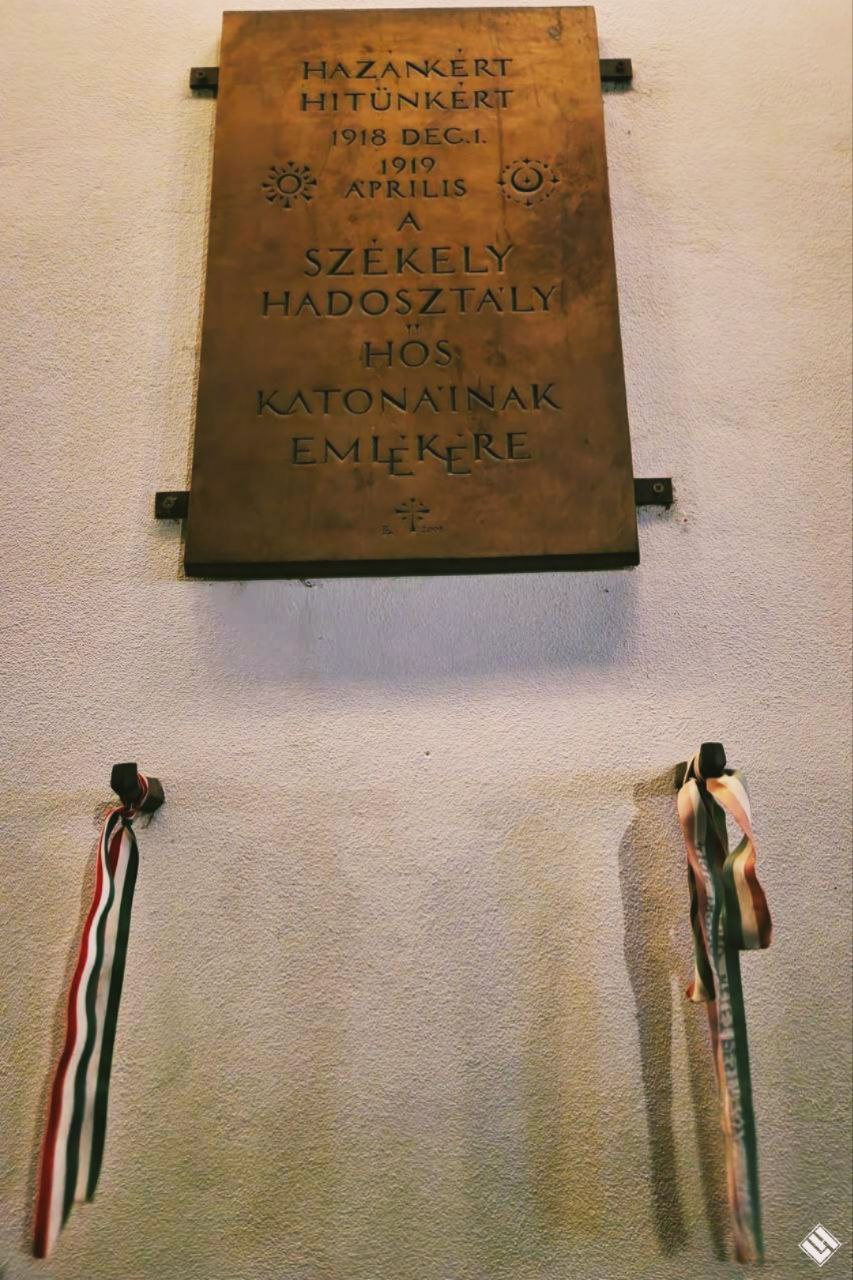 HAZÁNKÉRT
HITÜNKÉRT
1918 DEC.1.
1919
ÁPRILIS
A
SZÉKELY
HADOSZTÁLY
HŐS
KATONÁINAK
EMLÉKÉRE